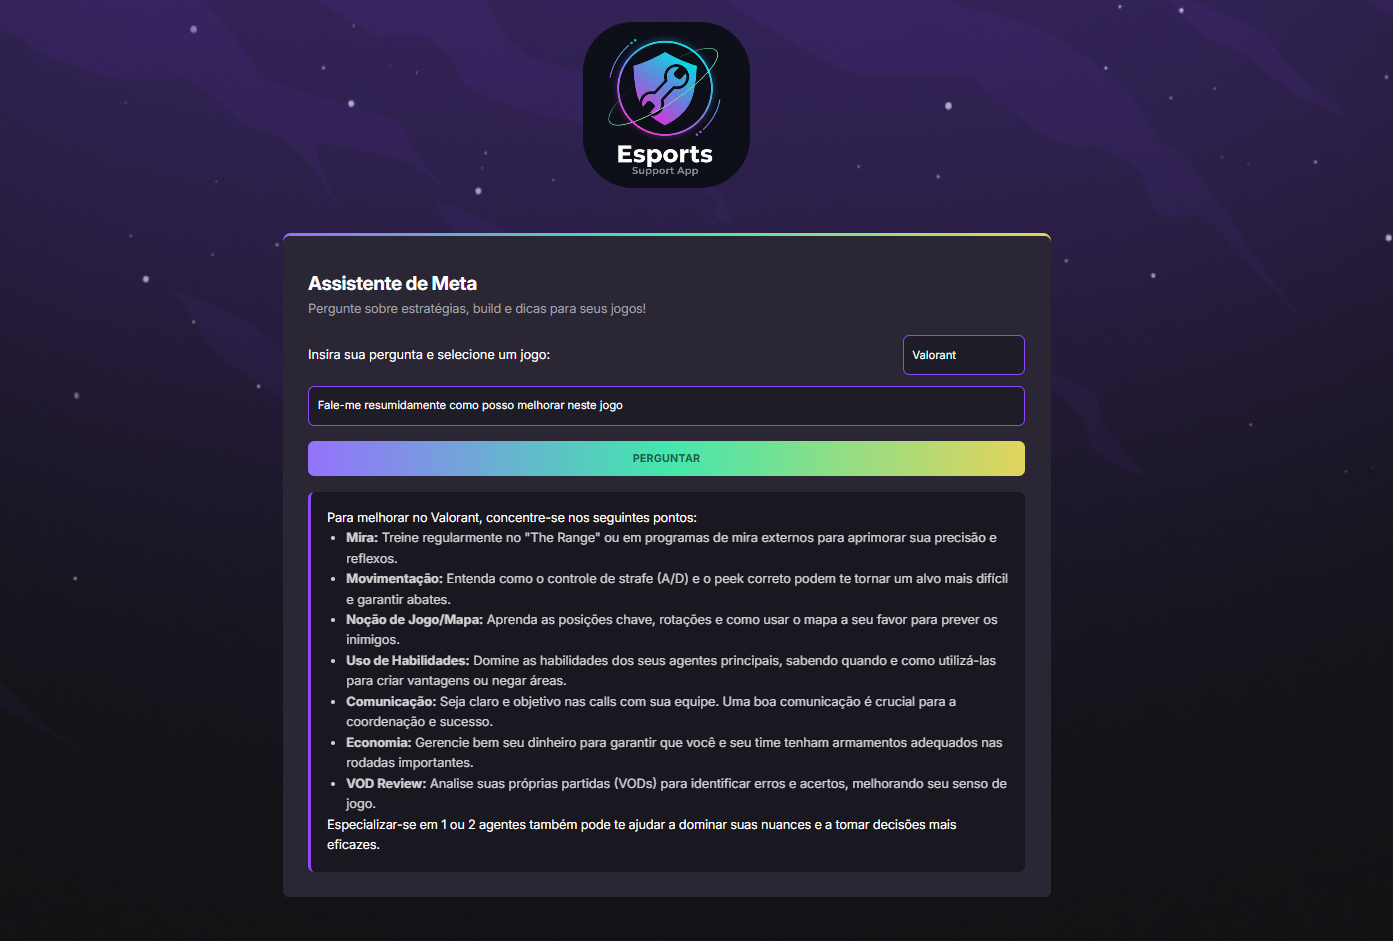 Esports
Support App
Assistente de Meta
Pergunte sobre estratégias, build e dicas para seus jogos!
Insira sua pergunta e selecione um jogo:
Valorant
Fale-me resumidamente como posso melhorar neste jogo
PERGUNTAR
Para melhorar no Valorant, concentre-se nos seguintes pontos:
• Mira: Treine regularmente no "The Range" ou em programas de mira externos para aprimorar sua precisão e
reflexos.
• Movimentação: Entenda como o controle de strafe (A/D) e o peek correto podem te tornar um alvo mais difícil
e garantir abates.
• Noção de Jogo/Mapa: Aprenda as posições chave, rotações e como usar o mapa a seu favor para prever os
inimigos.
• Uso de Habilidades: Domine as habilidades dos seus agentes principais, sabendo quando e como utilizá-las
para criar vantagens ou negar áreas.
• Comunicação: Seja claro e objetivo nas calls com sua equipe. Uma boa comunicação é crucial para a
coordenação e sucesso.
• Economia: Gerencie bem seu dinheiro para garantir que você e seu time tenham armamentos adequados nas
rodadas importantes.
• VOD Review: Analise suas próprias partidas (VODs) para identificar erros e acertos, melhorando seu senso de
jogo.
Especializar-se em 1 ou 2 agentes também pode te ajudar a dominar suas nuances e a tomar decisões mais
eficazes.